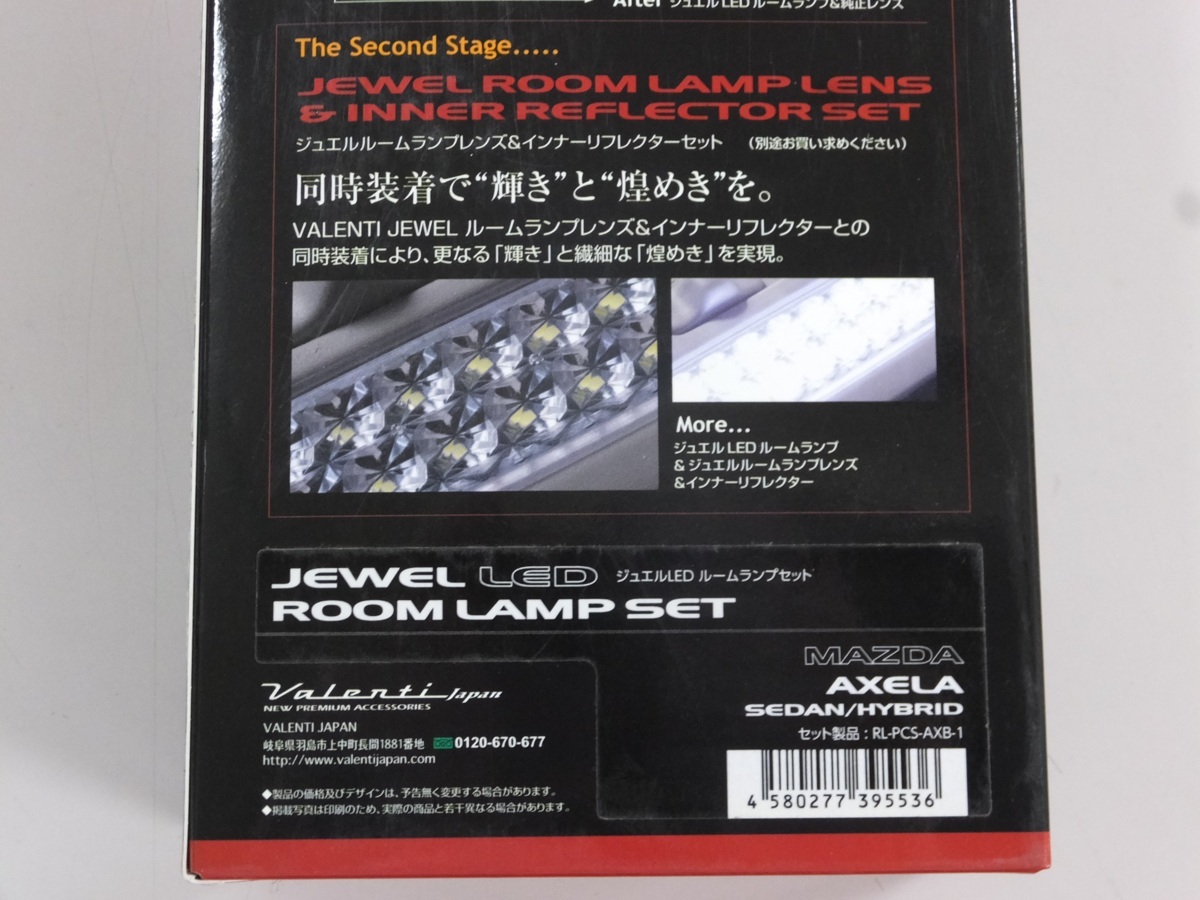 After ジュエル LED ルームランプ&純正レンズ
The Second Stage.....
JEWEL ROOM LAMP LENS
& INNER REFLECTOR SET
ジュエルルームランプレンズ&インナーリフレクターセット （別途お買い求めください）
同時装着で“輝き”と“煌めき”を。
VALENTI JEWEL ルームランプレンズ&インナーリフレクターとの
同時装着により、更なる「輝き」と繊細な「煌めき」を実現。
More...
ジュエル LED ルームランプ
& ジュエルルームランプレンズ
&インナーリフレクター
JEWEL LED ジュエルLED ルームランプセット
ROOM LAMP SET
MAZDA
AXELA
SEDAN/HYBRID
セット製品：RL-PCS-AXB-1
4 580277 395536
Valenti Japan
NEW PREMIUM ACCESSORIES
VALENTI JAPAN
岐阜県羽島市上中町長間1881番地 0120-670-677
http://www.valentijapan.com
◆製品の価格及びデザインは、予告無く変更する場合があります。
◆掲載写真は印刷のため、実際の商品と若干異なる場合があります。